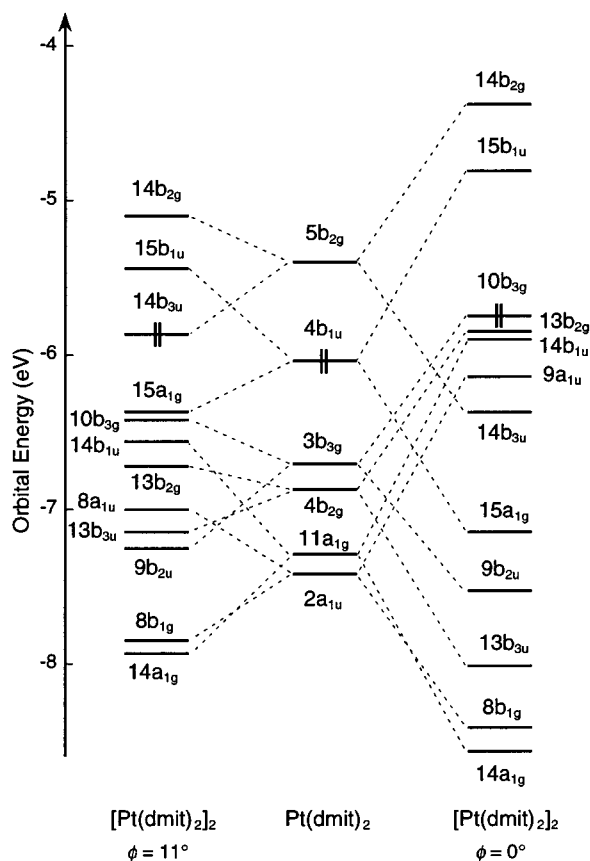 -4
-5
-6
-7
-8
Orbital Energy (eV)
14b2g
15b1u
14b3u
15a1g
10b3g
14b1u
13b2g
8a1u
13b3u
9b2u
8b1g
14a1g
5b2g
4b1u
3b3g
4b2g
11a1g
2a1u
14b2g
15b1u
10b3g
13b2g
14b1u
9a1u
14b3u
15a1g
9b2u
13b3u
8b1g
14a1g
[Pt(dmit)2]2
ϕ = 11°
Pt(dmit)2
[Pt(dmit)2]2
ϕ = 0°